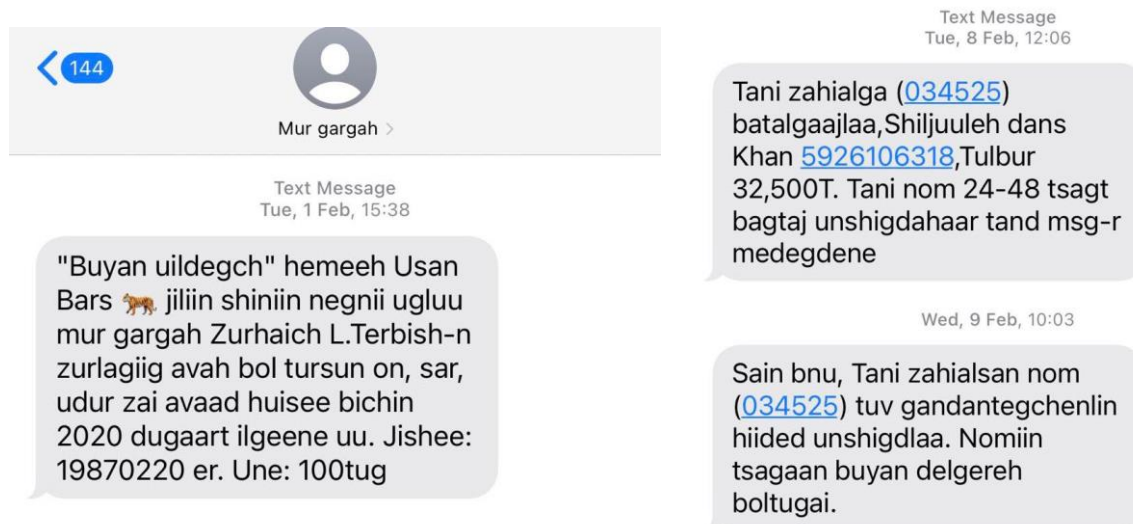 144
Mur gargah >
Text Message
Tue, 1 Feb, 15:38
"Buyan uildegch" hemeeh Usan
Bars 🐅 jiliin shiniin negnii ugluu
mur gargah Zurhaich L.Terbish-n
zurlagiig avah bol tursun on, sar,
udur zai avaad huisee bichin
2020 dugaart ilgeene uu. Jishee:
19870220 er. Une: 100tug
Text Message
Tue, 8 Feb, 12:06
Tani zahialga (034525)
batalgaajlaa,Shiljuuleh dans
Khan 5926106318,Tulbur
32,500T. Tani nom 24-48 tsagt
bagtaj unshigdahaar tand msg-r
medegdene
Wed, 9 Feb, 10:03
Sain bnu, Tani zahialsan nom
(034525) tuv gandantegchenlin
hiided unshigdlaa. Nomiin
tsagaan buyan delgereh
boltugai.